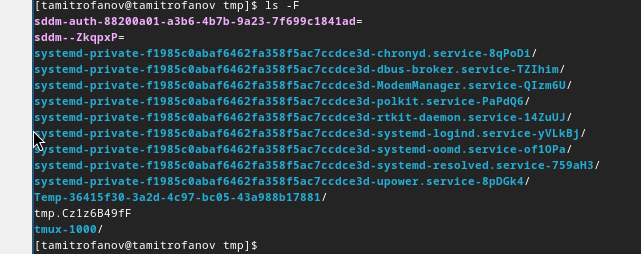 [tamitrofanov@tamitrofanov tmp]$ ls -F
sddm-auth-88200a01-a3b6-4b7b-9a23-7f699c1841ad=
sddm--ZkqpxP=
systemd-private-f1985c0abaf6462fa358f5ac7ccdce3d-chronyd.service-8qPoDi/
systemd-private-f1985c0abaf6462fa358f5ac7ccdce3d-dbus-broker.service-TZIhim/
systemd-private-f1985c0abaf6462fa358f5ac7ccdce3d-ModemManager.service-QIzm6U/
systemd-private-f1985c0abaf6462fa358f5ac7ccdce3d-polkit.service-PaPdQ6/
systemd-private-f1985c0abaf6462fa358f5ac7ccdce3d-rtkit-daemon.service-14ZuUJ/
systemd-private-f1985c0abaf6462fa358f5ac7ccdce3d-systemd-logind.service-yVLkBj/
systemd-private-f1985c0abaf6462fa358f5ac7ccdce3d-systemd-oomd.service-of1OPa/
systemd-private-f1985c0abaf6462fa358f5ac7ccdce3d-systemd-resolved.service-759aH3/
systemd-private-f1985c0abaf6462fa358f5ac7ccdce3d-upower.service-8pDGk4/
Temp-36415f30-3a2d-4c97-bc05-43a988b17881/
tmp.Cz1z6B49fF
tmux-1000/
[tamitrofanov@tamitrofanov tmp]$